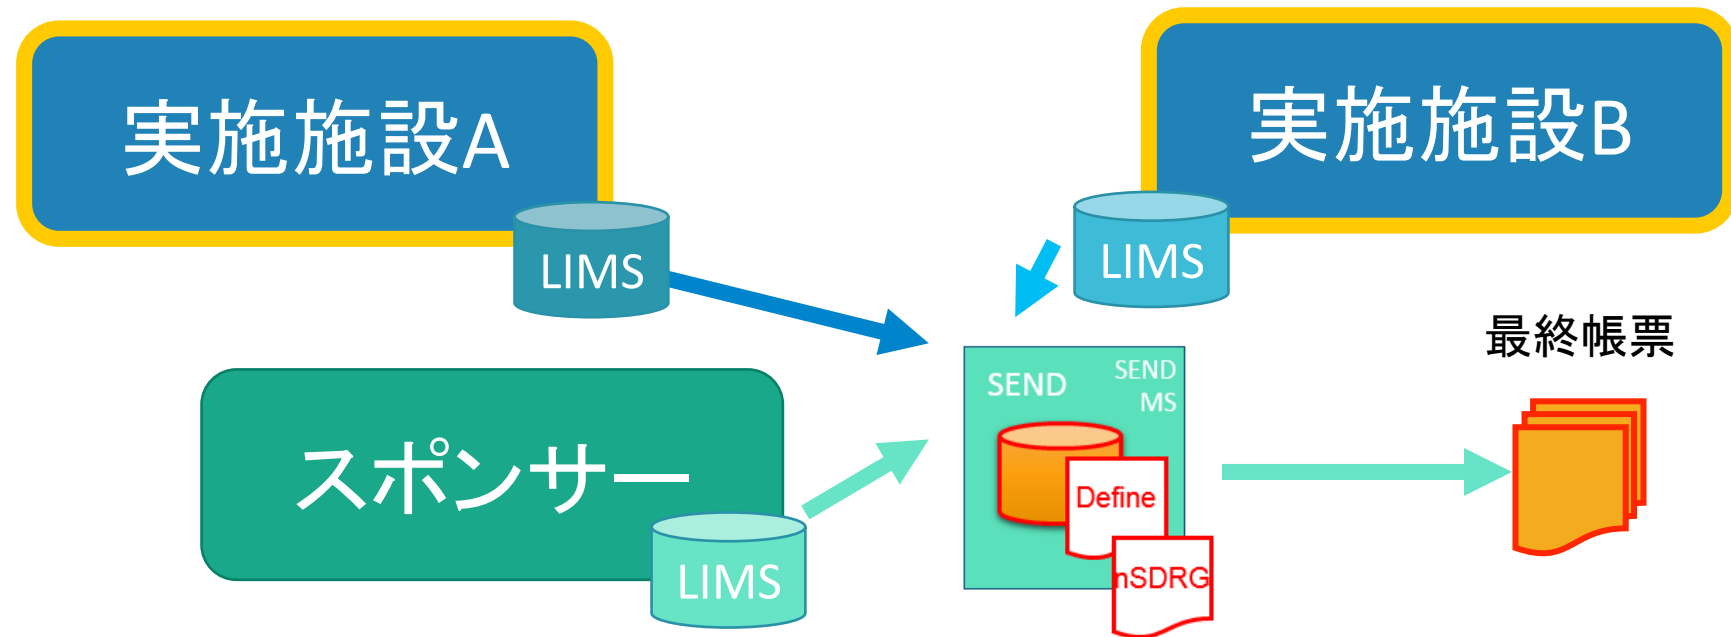 実施施設A
LIMS
実施施設B
LIMS
スポンサー
LIMS
SEND
SEND
MS
Define
nSDRG
最終帳票